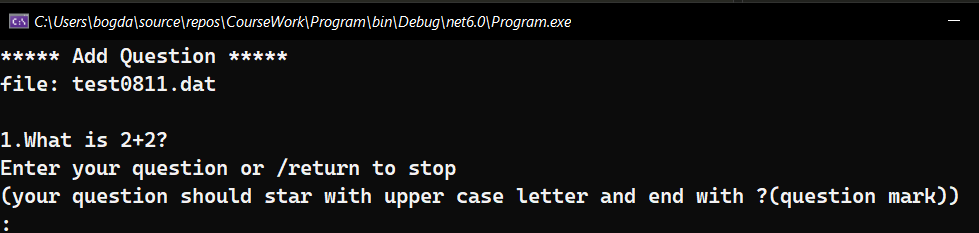 C:\Users\bogda\source\repos\CourseWork\Program\bin\Debug\net6.0\Program.exe
***** Add Question *****
file: test0811.dat
1.What is 2+2?
Enter your question or /return to stop
(your question should star with upper case letter and end with ?(question mark))
: